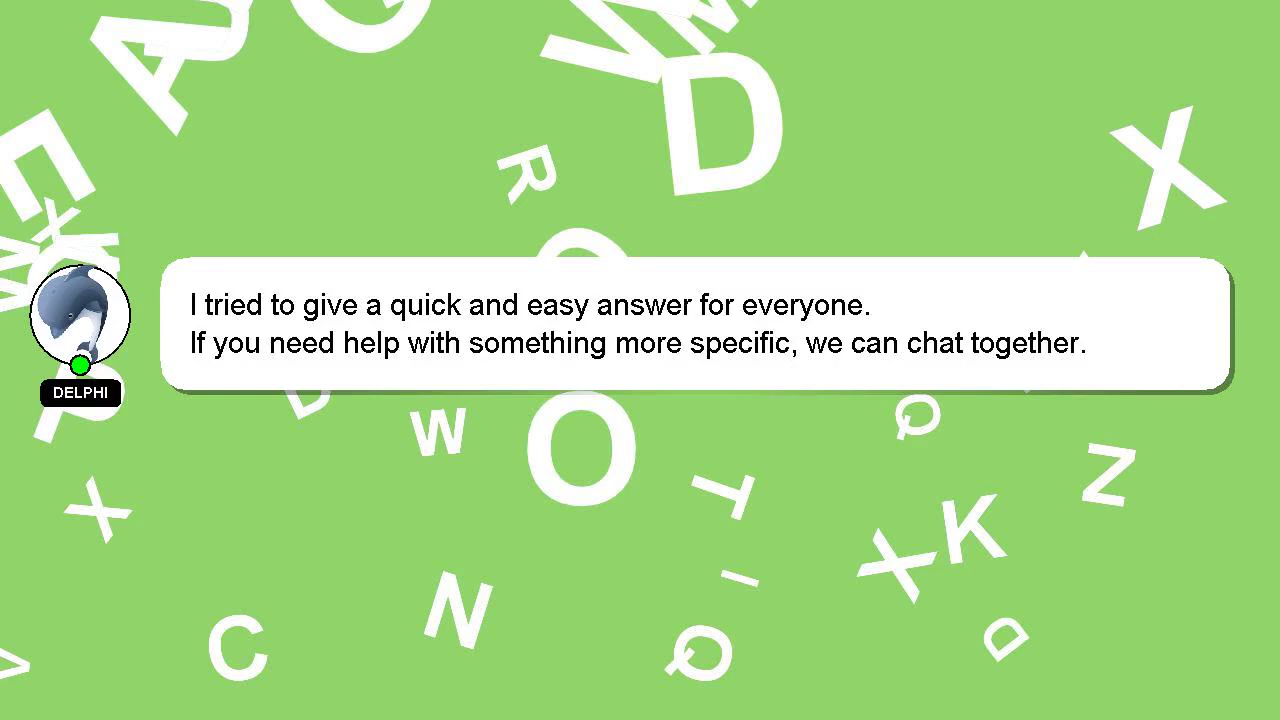 I tried to give a quick and easy answer for everyone.
If you need help with something more specific, we can chat together.
DELPHI
A
G
M
D
E
R
X
X
W
K
D
W
O
Q
T
Z
X
X
K
I
N
C
Q
D
V